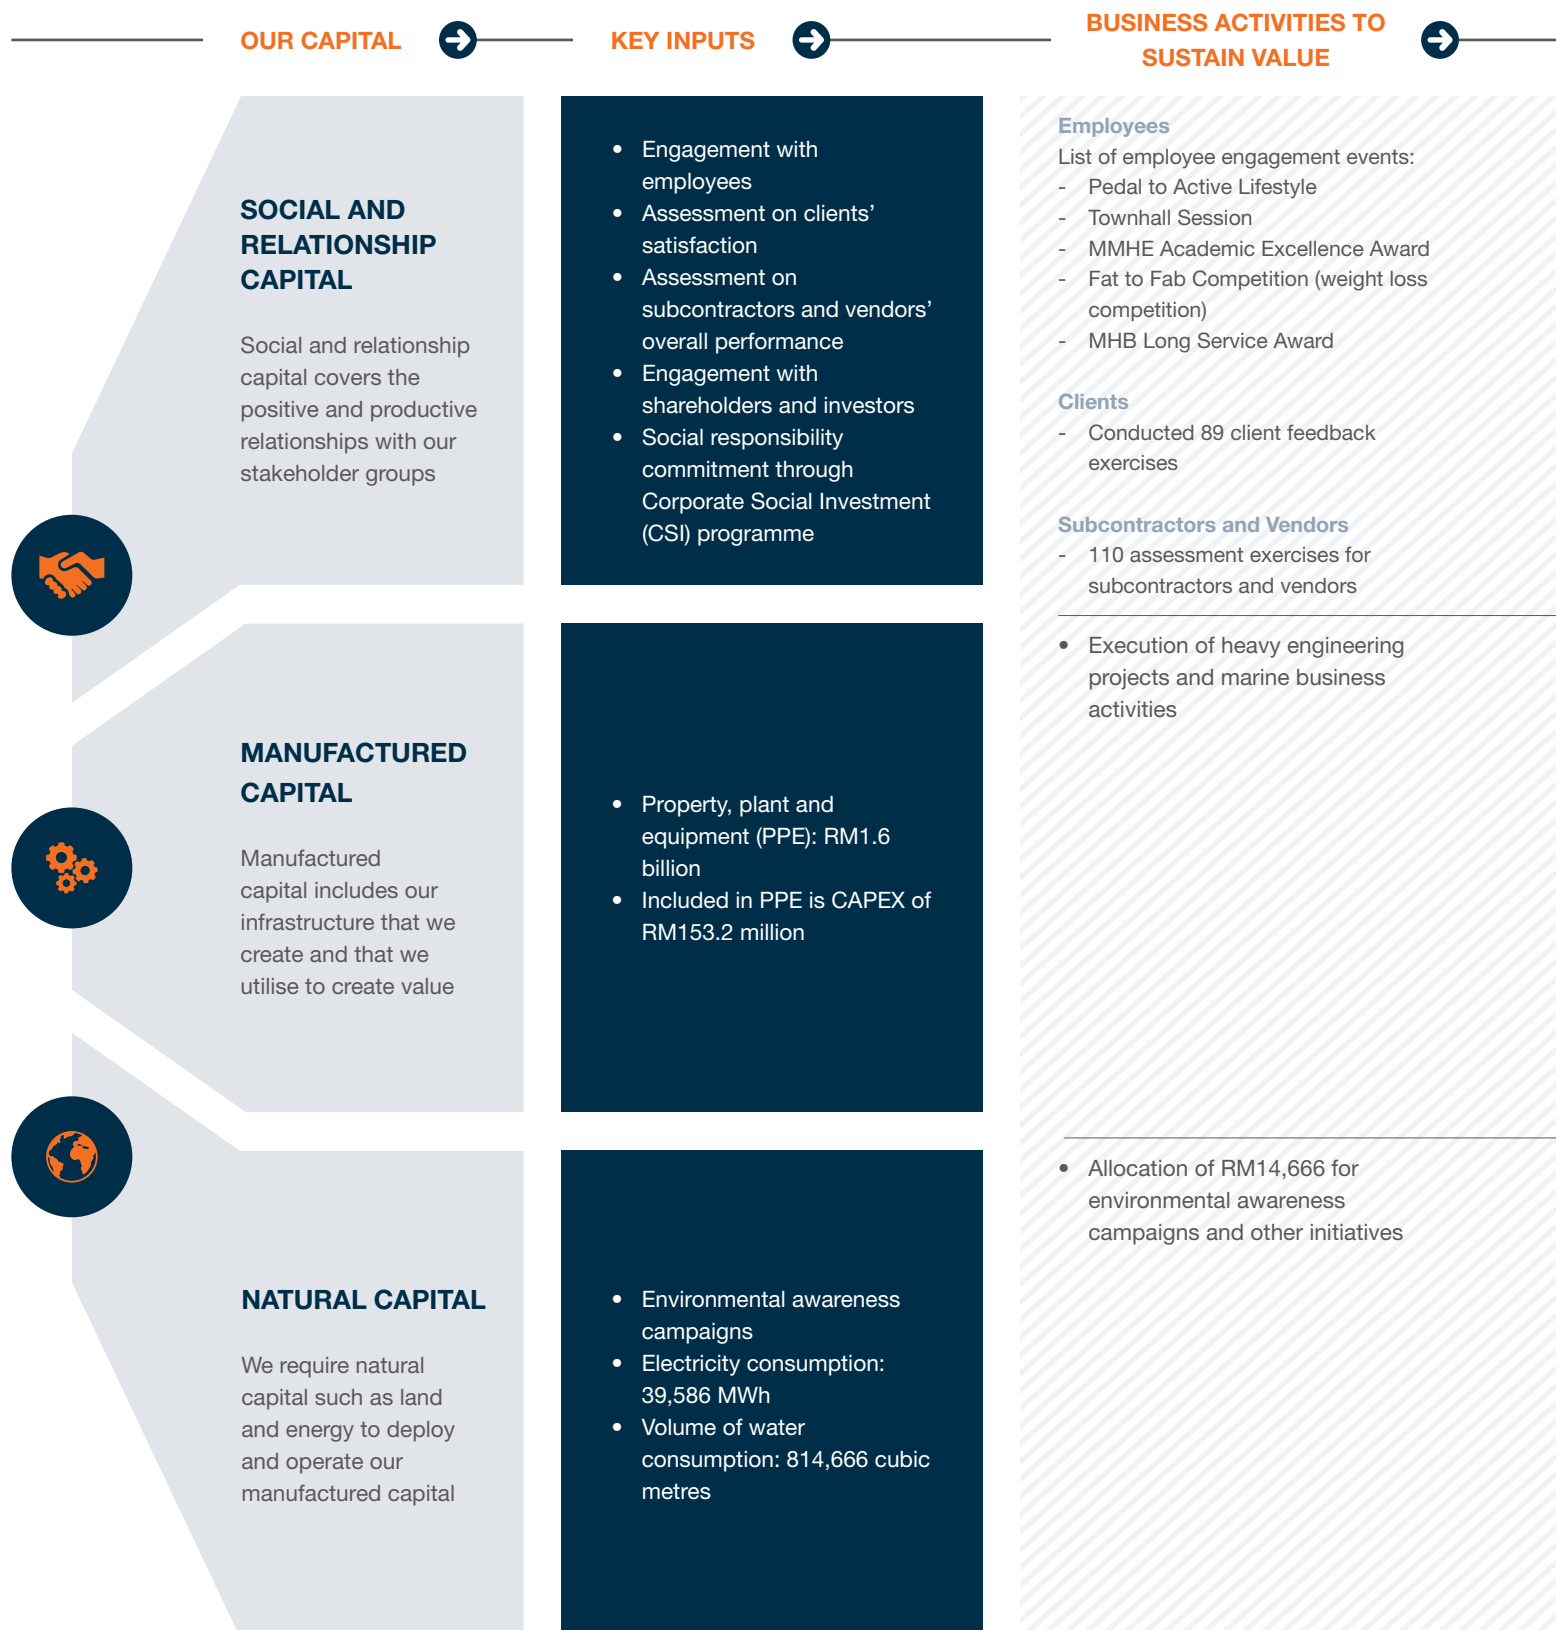 OUR CAPITAL
KEY INPUTS
BUSINESS ACTIVITIES TO
SUSTAIN VALUE
SOCIAL AND
RELATIONSHIP
CAPITAL
Social and relationship
capital covers the
positive and productive
relationships with our
stakeholder groups
• Engagement with
employees
• Assessment on clients’
satisfaction
• Assessment on
subcontractors and vendors’
overall performance
• Engagement with
shareholders and investors
• Social responsibility
commitment through
Corporate Social Investment
(CSI) programme
Employees
List of employee engagement events:
- Pedal to Active Lifestyle
- Townhall Session
- MMHE Academic Excellence Award
- Fat to Fab Competition (weight loss
competition)
- MHB Long Service Award
Clients
- Conducted 89 client feedback
exercises
Subcontractors and Vendors
- 110 assessment exercises for
subcontractors and vendors
MANUFACTURED
CAPITAL
Manufactured
capital includes our
infrastructure that we
create and that we
utilise to create value
• Property, plant and
equipment (PPE): RM1.6
billion
• Included in PPE is CAPEX of
RM153.2 million
• Execution of heavy engineering
projects and marine business
activities
NATURAL CAPITAL
We require natural
capital such as land
and energy to deploy
and operate our
manufactured capital
• Environmental awareness
campaigns
• Electricity consumption:
39,586 MWh
• Volume of water
consumption: 814,666 cubic
metres
• Allocation of RM14,666 for
environmental awareness
campaigns and other initiatives